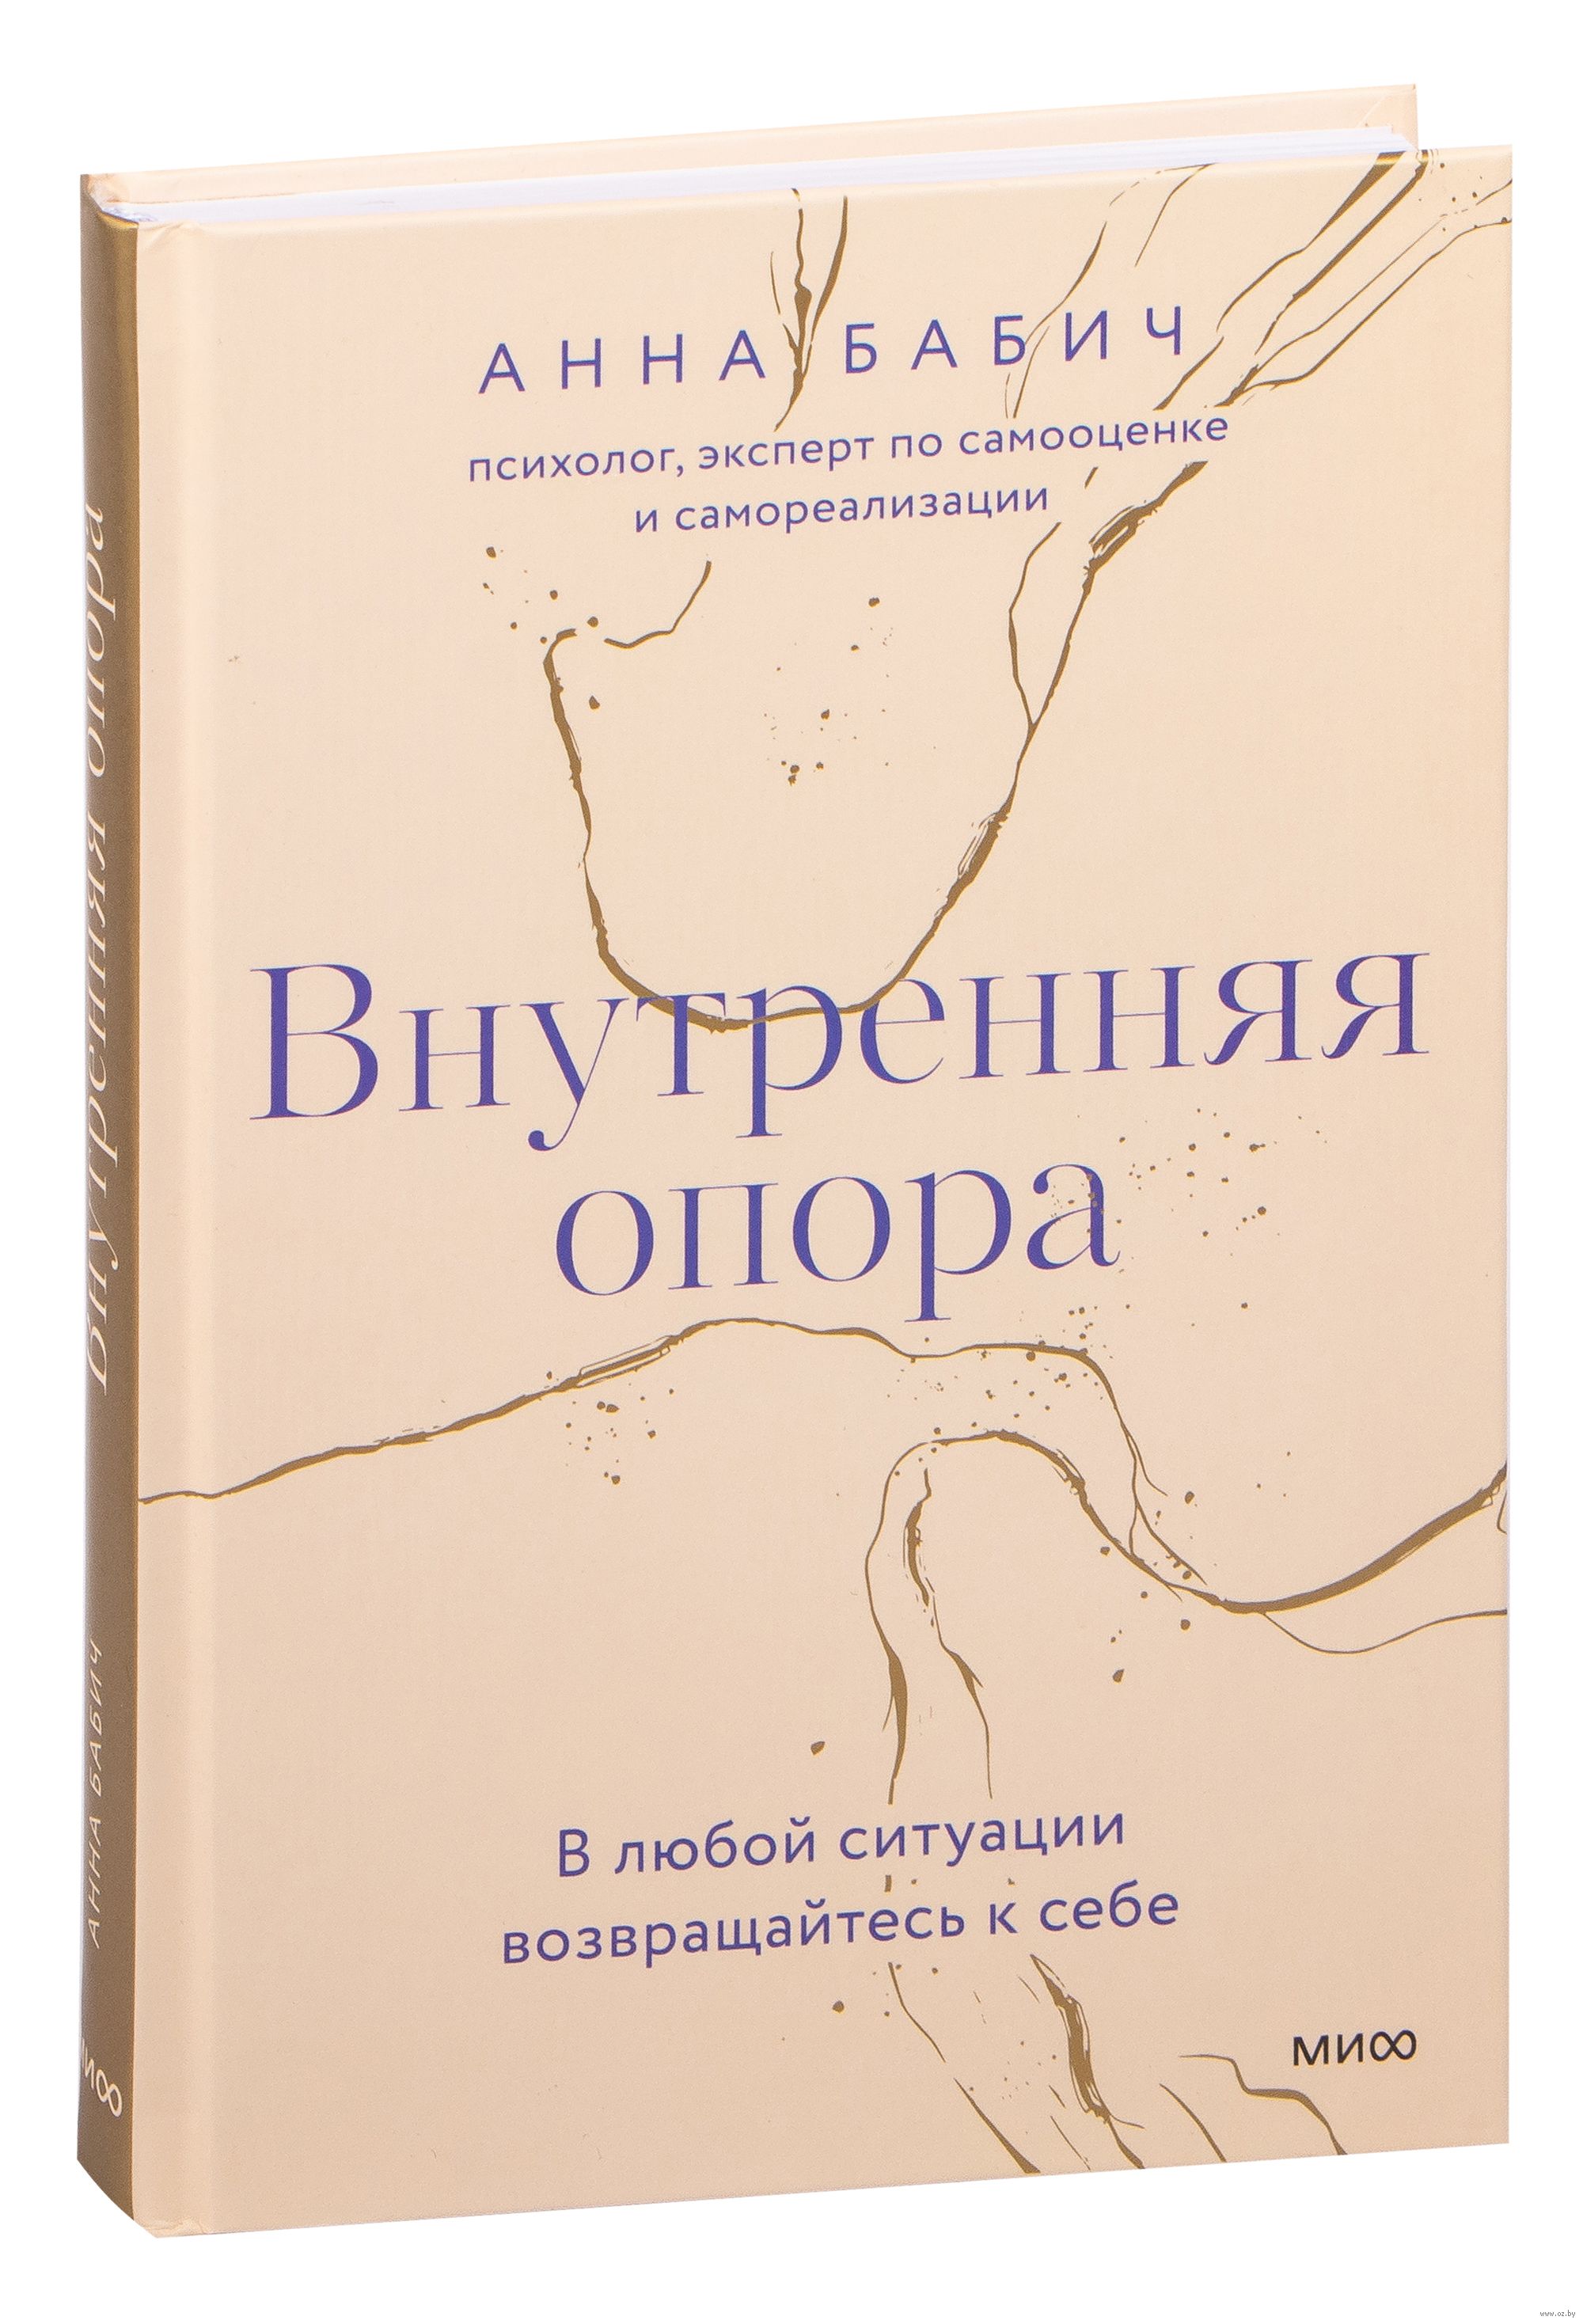 АННА БАБИЧ
психолог, эксперт по самооценке
и самореализации
Внутренняя
опора
В любой ситуации
возвращайтесь к себе
МИФ
Внутренняя опора
АННА БАБИЧ
МИФ
www.oz.by